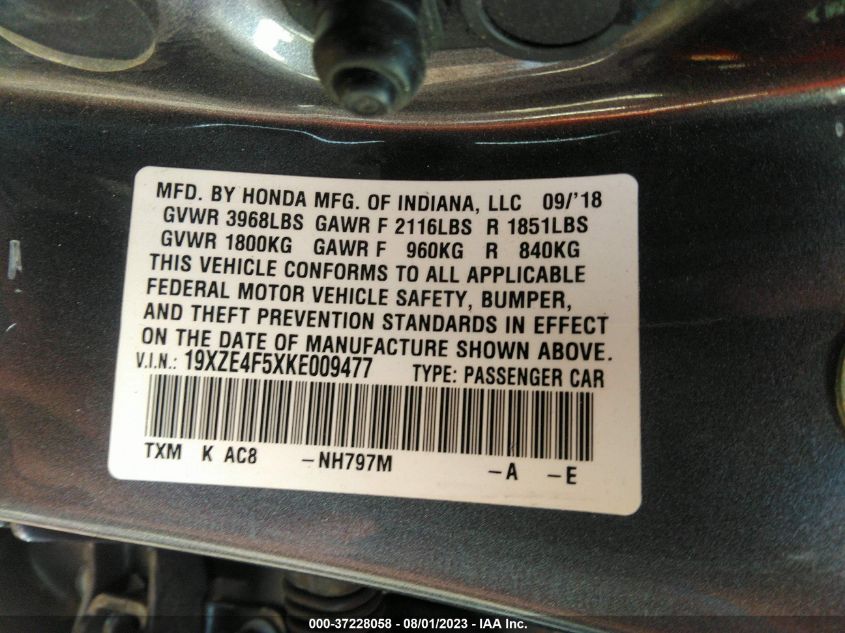 MFD. BY HONDA MFG. OF INDIANA, LLC 09/'18
GVWR 3968LBS GAWR F 2116LBS R 1851LBS
GVWR 1800KG GAWR F 960KG R 840KG
THIS VEHICLE CONFORMS TO ALL APPLICABLE
FEDERAL MOTOR VEHICLE SAFETY, BUMPER,
AND THEFT PREVENTION STANDARDS IN EFFECT
ON THE DATE OF MANUFACTURE SHOWN ABOVE.
V.I.N.: 19XZE4F5XKE009477 TYPE: PASSENGER CAR
TXM K AC8 -NH797M -A -E
000-37228058 - 08/01/2023 - IAA Inc.